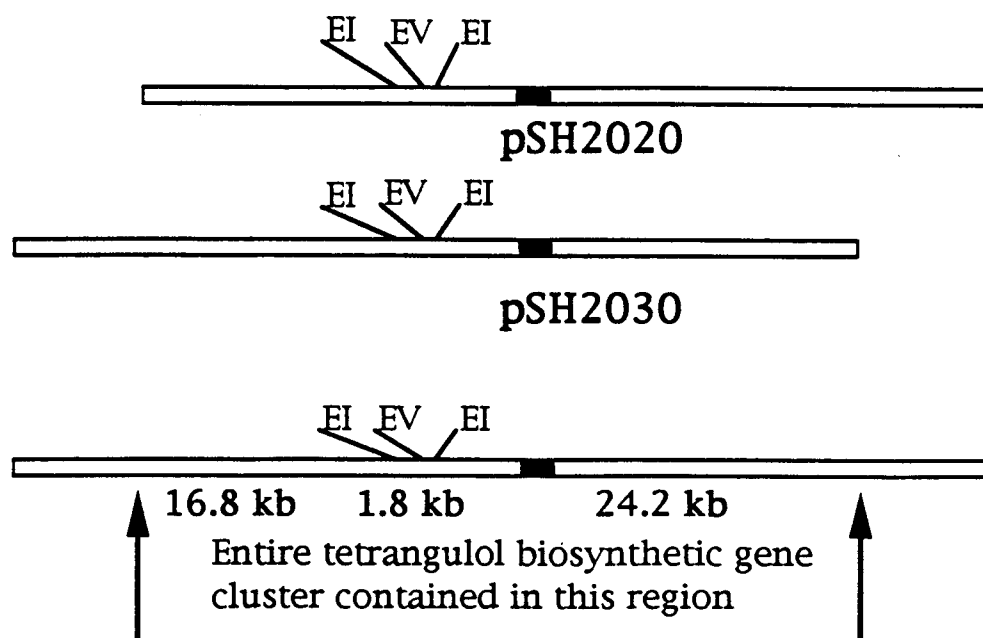 EI EV EI
pSH2020
EI EV EI
pSH2030
EI EV EI
16.8 kb 1.8 kb 24.2 kb
Entire tetrangulol biosynthetic gene
cluster contained in this region